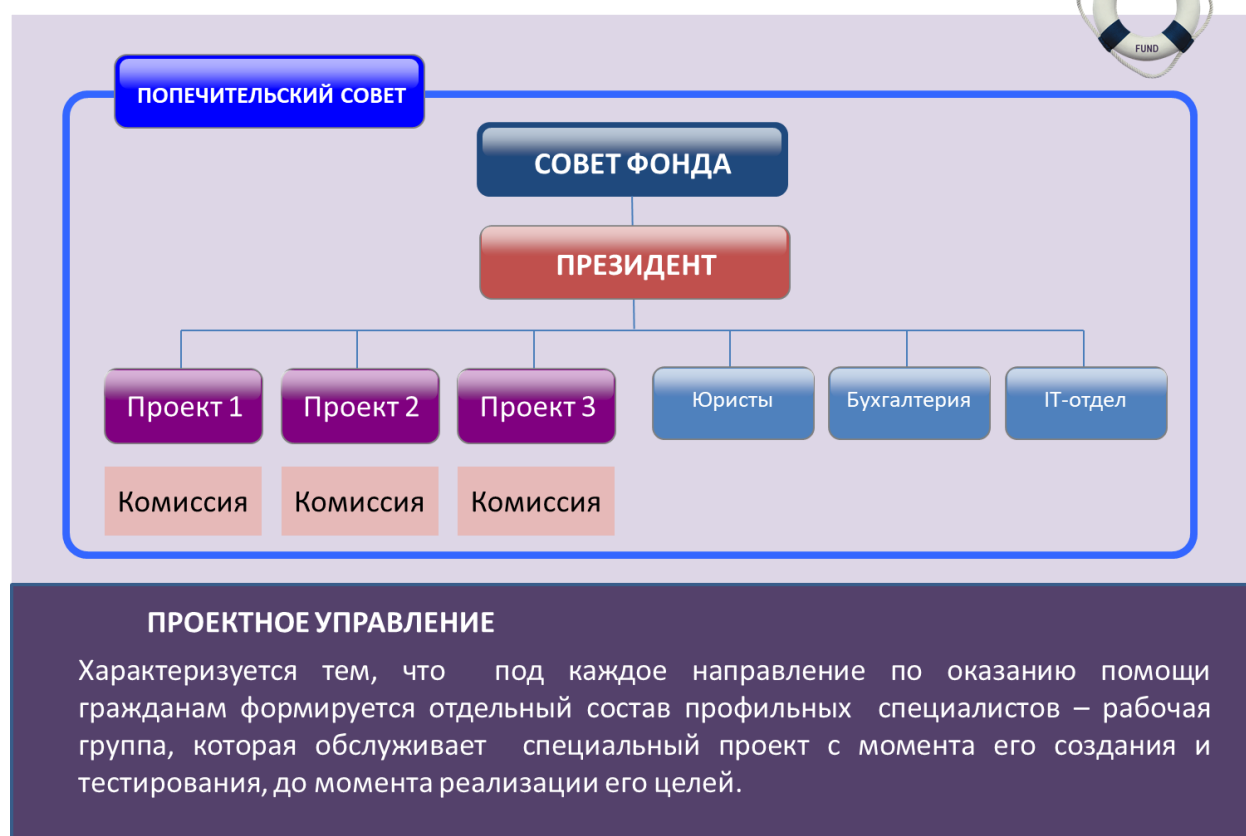 FUND
ПОПЕЧИТЕЛЬСКИЙ СОВЕТ
СОВЕТ ФОНДА
ПРЕЗИДЕНТ
Проект 1
Проект 2
Проект 3
Юристы
Бухгалтерия
IT-отдел
Комиссия
Комиссия
Комиссия
ПРОЕКТНОЕ УПРАВЛЕНИЕ
Характеризуется тем, что под каждое направление по оказанию помощи
гражданам формируется отдельный состав профильных специалистов – рабочая
группа, которая обслуживает специальный проект с момента его создания и
тестирования, до момента реализации его целей.